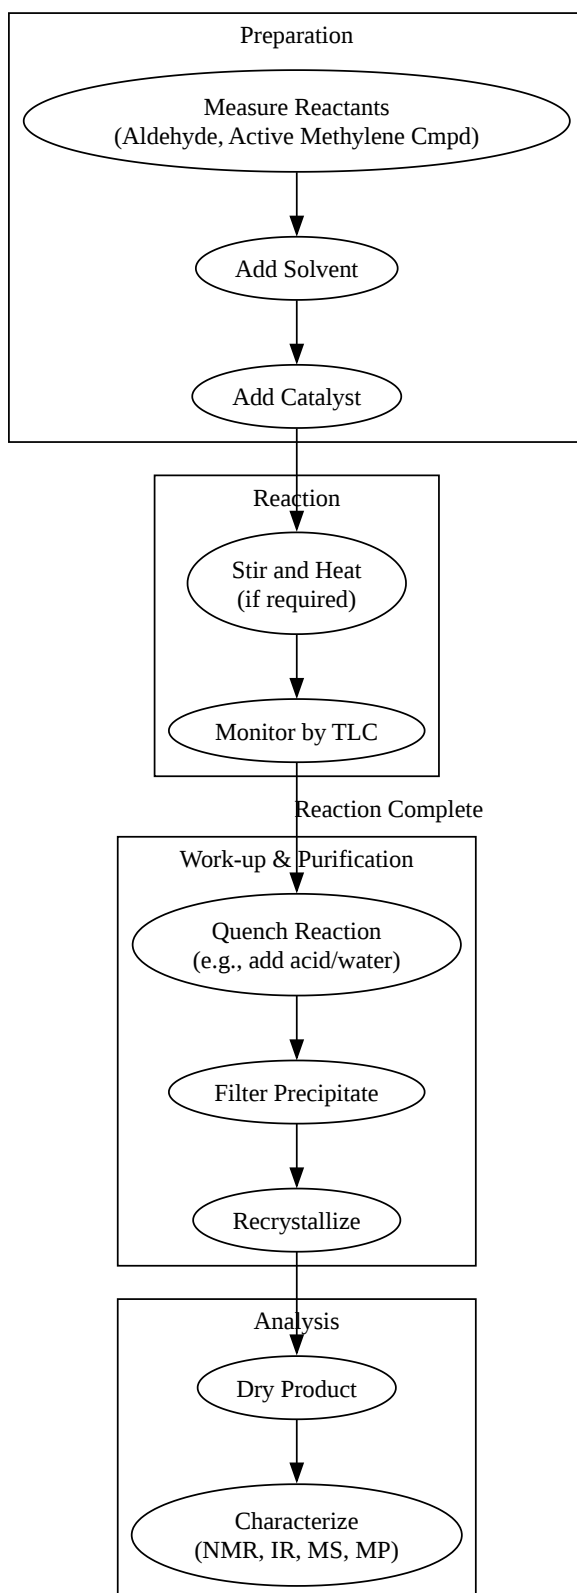 Preparation
Measure Reactants
(Aldehyde, Active Methylene Cmpd)
Add Solvent
Add Catalyst
Reaction
Stir and Heat
(if required)
Monitor by TLC
Reaction Complete
Work-up & Purification
Quench Reaction
(e.g., add acid/water)
Filter Precipitate
Recrystallize
Analysis
Dry Product
Characterize
(NMR, IR, MS, MP)